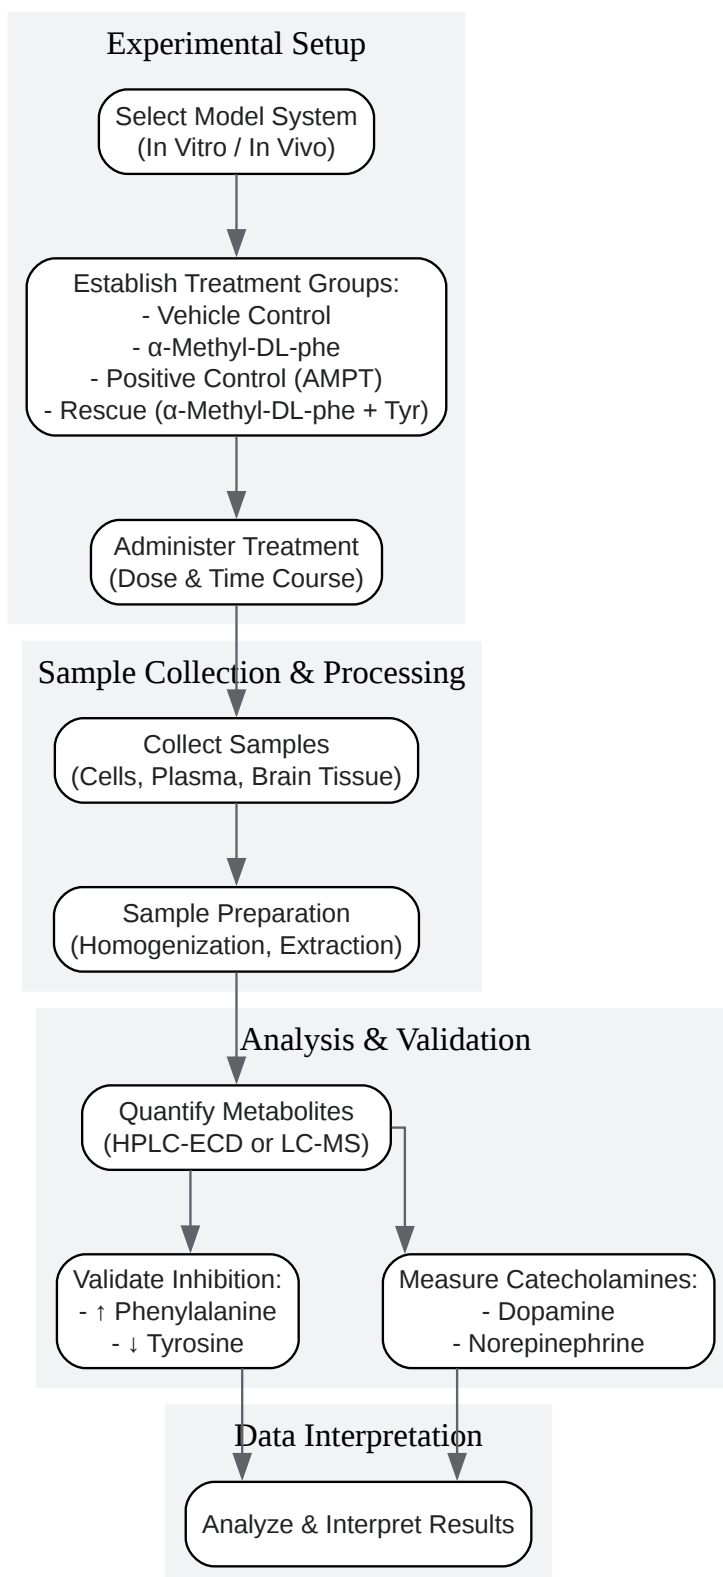 Experimental Setup
Select Model System
(In Vitro / In Vivo)
Establish Treatment Groups:
- Vehicle Control
- α-Methyl-DL-phe
- Positive Control (AMPT)
- Rescue (α-Methyl-DL-phe + Tyr)
Administer Treatment
(Dose & Time Course)
Sample Collection & Processing
Collect Samples
(Cells, Plasma, Brain Tissue)
Sample Preparation
(Homogenization, Extraction)
Analysis & Validation
Quantify Metabolites
(HPLC-ECD or LC-MS)
Validate Inhibition:
- ↑ Phenylalanine
- ↓ Tyrosine
Measure Catecholamines:
- Dopamine
- Norepinephrine
Data Interpretation
Analyze & Interpret Results